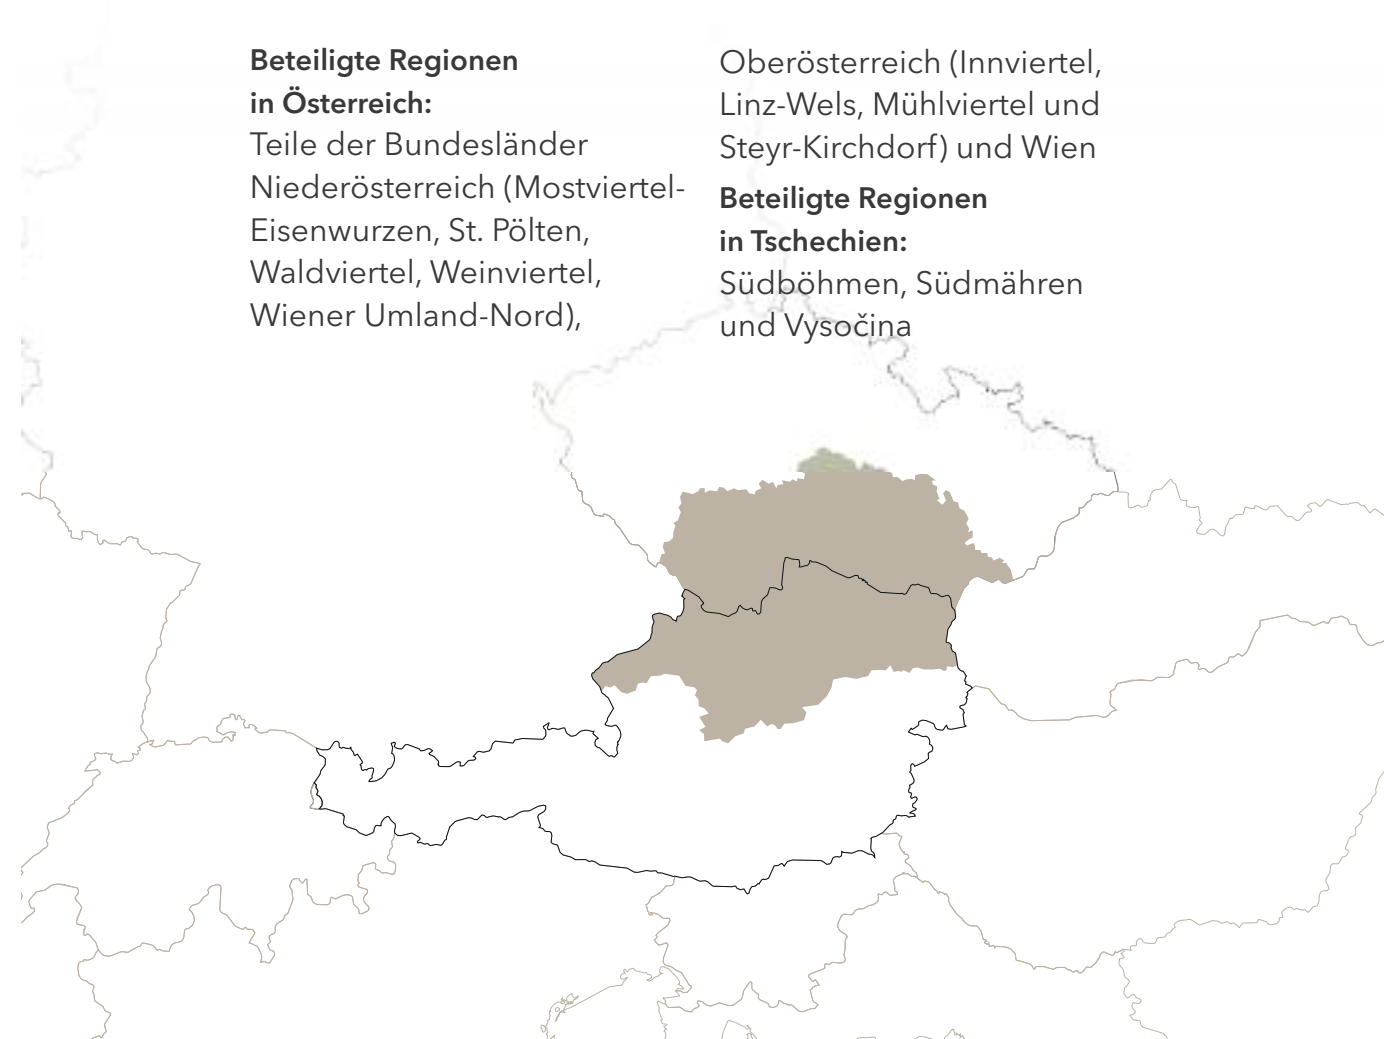 Beteiligte Regionen
in Österreich:
Teile der Bundesländer
Niederösterreich (Mostviertel-
Eisenwurzen, St. Pölten,
Waldviertel, Weinviertel,
Wiener Umland-Nord),
Oberösterreich (Innviertel,
Linz-Wels, Mühlviertel und
Steyr-Kirchdorf) und Wien
Beteiligte Regionen
in Tschechien:
Südböhmen, Südmähren
und Vysočina